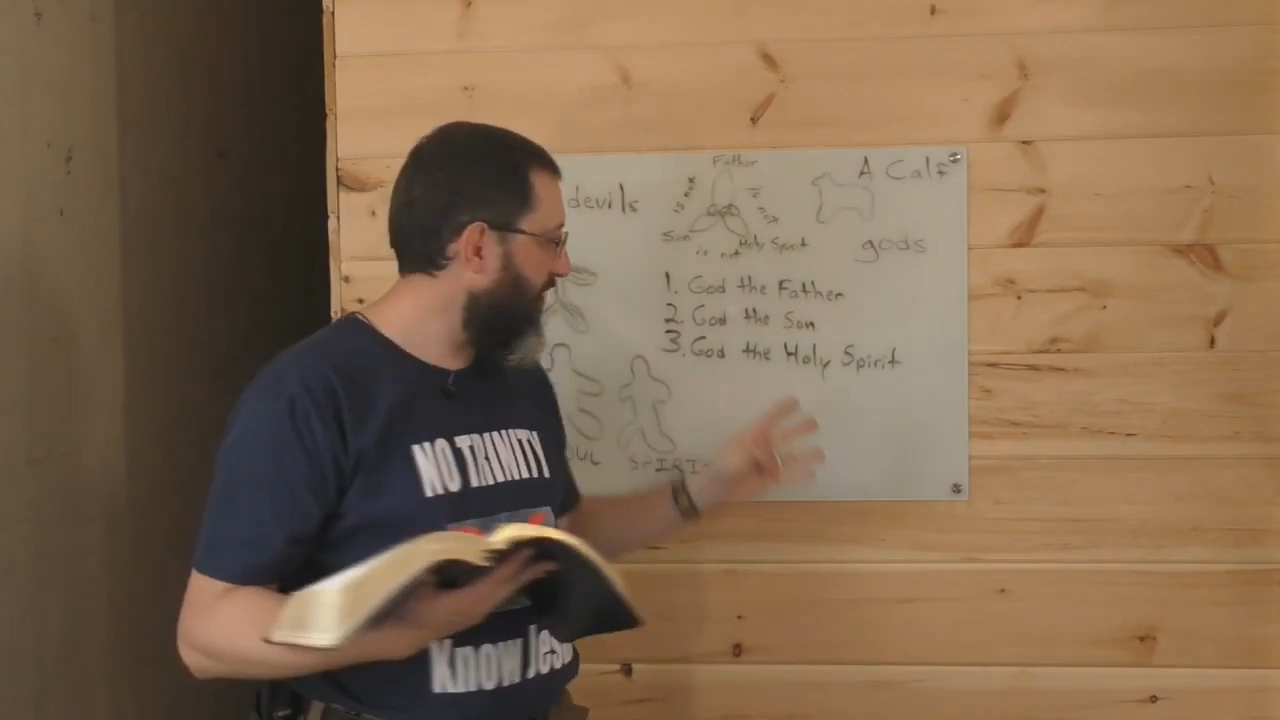 devils
Father
is not
is not
Son
Holy Spirit
is not
A Calf
gods
1. God the Father
2. God the Son
3. God the Holy Spirit
NO TRINITY
Know